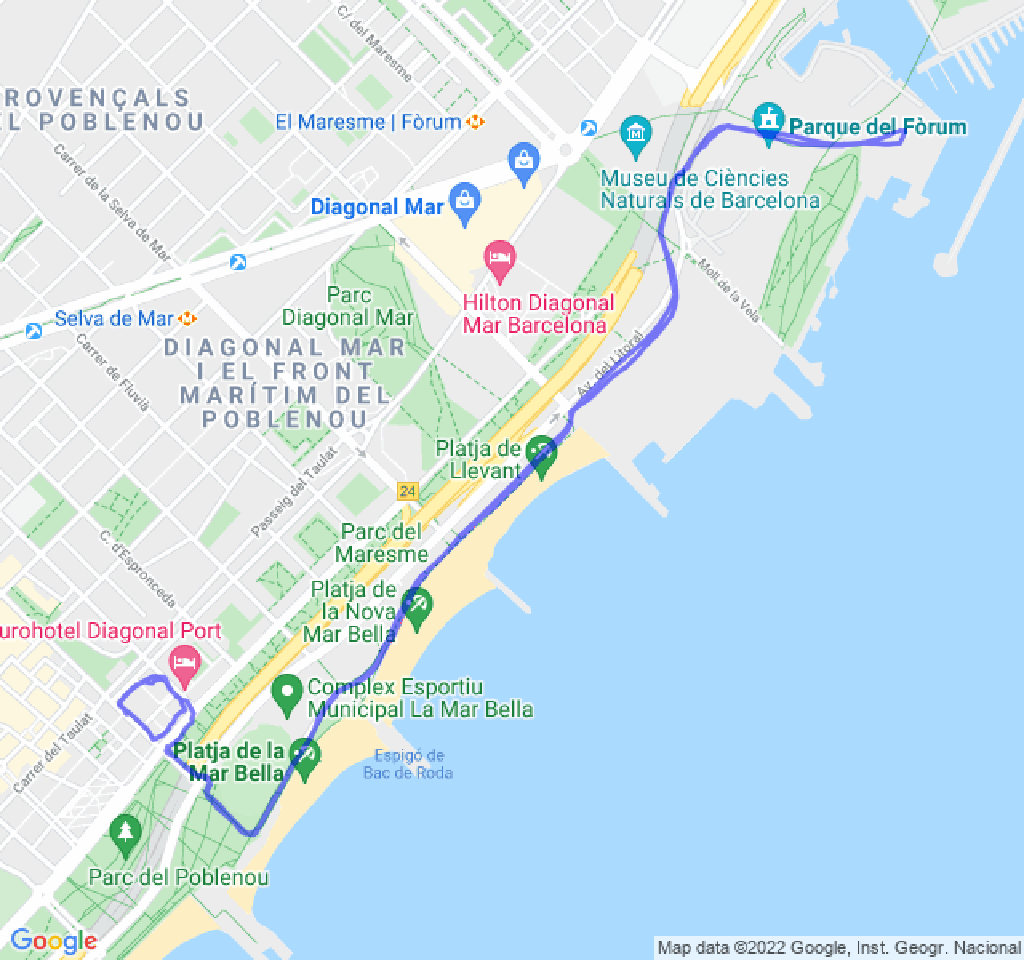 C/ del Maresme
ROVENÇALS
EL POBLENOU
El Maresme | Fòrum
Parque del Fòrum
Carrer de la Selva de Mar
Museu de Ciències
Naturals de Barcelona
Diagonal Mar
Moll de la Vela
Parc
Diagonal Mar
Hilton Diagonal
Mar Barcelona
Selva de Mar
Carrer de Fluvià
DIAGONAL MAR
I EL FRONT
MARÍTIM DEL
POBLENOU
Av. del Litoral
Platja de
Llevant
Passeig del Taulat
24
Parc del
Maresme
C. d'Espronceda
Platja de
la Nova
Mar Bella
urohotel Diagonal Port
Complex Esportiu
Municipal La Mar Bella
Carrer del Taulat
Platja de la
Mar Bella
Espigó de
Bac de Roda
Parc del Poblenou
Google
Map data ©2022 Google, Inst. Geogr. Nacional